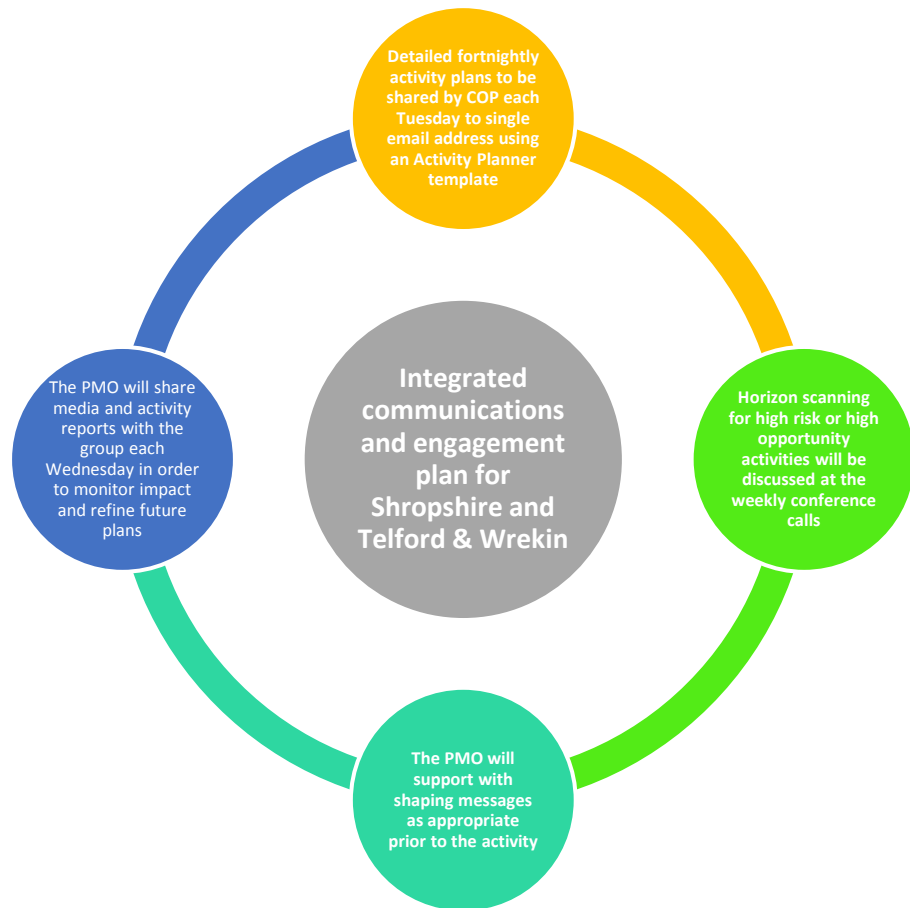 Detailed fortnightly
activity plans to be
shared by COP each
Tuesday to single
email address using
an Activity Planner
template
Horizon scanning
for high risk or high
opportunity
activities will be
discussed at the
weekly conference
calls
The PMO will
support with
shaping messages
as appropriate
prior to the activity
The PMO will share
media and activity
reports with the
group each
Wednesday in order
to monitor impact
and refine future
plans
Integrated
communications
and engagement
plan for
Shropshire and
Telford & Wrekin